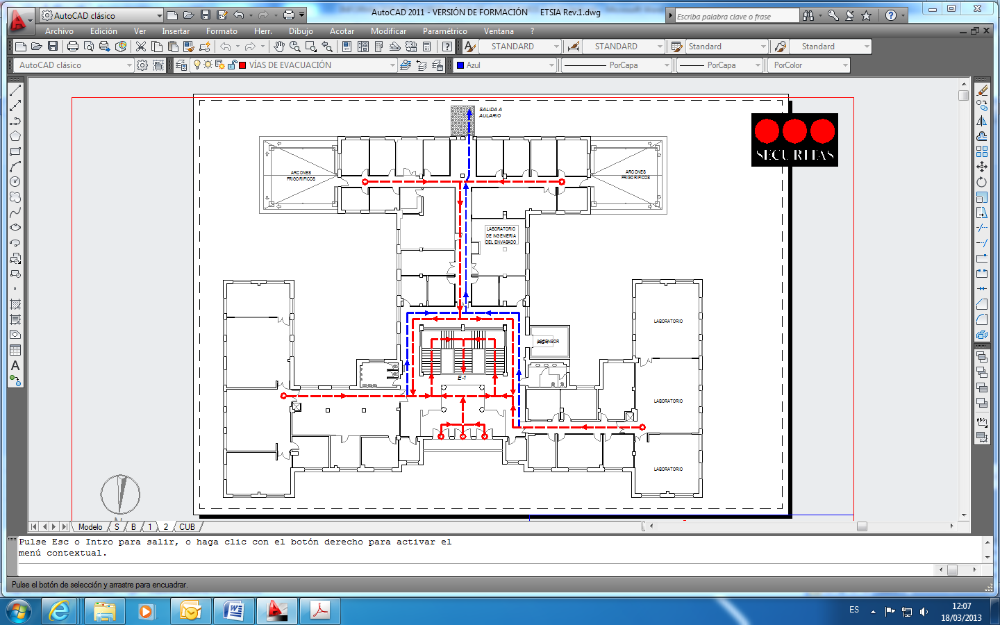 AutoCAD clásico
AutoCAD 2011 - VERSIÓN DE FORMACIÓN ETSIA Rev.1.dwg
Escriba palabra clave o frase
Archivo Edición Ver Insertar Formato Herr. Dibujo Acotar Modificar Paramétrico Ventana ?
STANDARD STANDARD Standard Standard
AutoCAD clásico VÍAS DE EVACUACIÓN Azul PorCapa PorCapa PorColor
SALIDA A
AULARIO
SECURITAS
ARCONES
FRIGORIFICOS
ARCONES
FRIGORIFICOS
LABORATORIO
DE INGENIERIA
DEL ENVASADO
LABORATORIO
ASCENSOR
E-1
LABORATORIO
LABORATORIO
N
Modelo S B 1 2 CUB
Pulse Esc o Intro para salir, o haga clic con el botón derecho para activar el
menú contextual.
Pulse el botón de selección y arrastre para encuadrar.
ES
12:07
18/03/2013